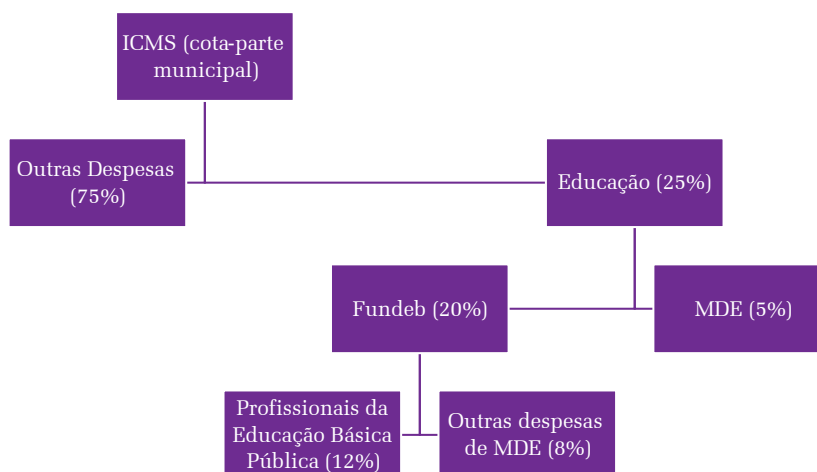 ICMS (cota-parte
municipal)
Outras Despesas
(75%)
Educação (25%)
Fundeb (20%)
MDE (5%)
Profissionais da
Educação Básica
Pública (12%)
Outras despesas
de MDE (8%)